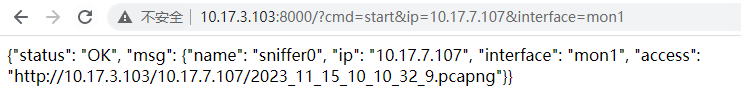 不安全 | 10.17.3.103:8000/?cmd=start&ip=10.17.7.107&interface=mon1
{"status": "OK", "msg": {"name": "sniffer0", "ip": "10.17.7.107", "interface": "mon1", "access":
"http://10.17.3.103/10.17.7.107/2023_11_15_10_10_32_9.pcapng"}}